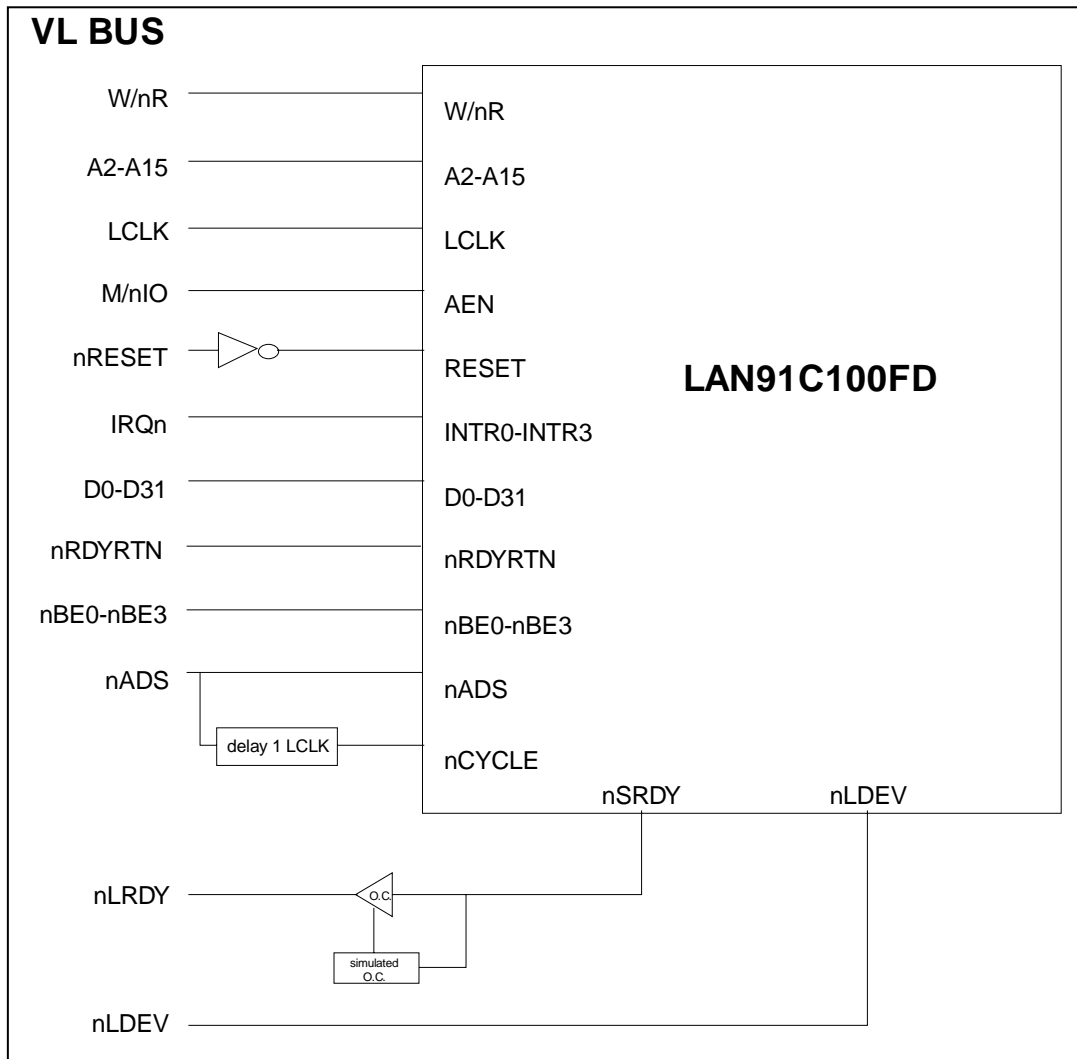 VL BUS
W/nR
W/nR
A2-A15
A2-A15
LCLK
LCLK
M/nIO
AEN
nRESET
RESET
LAN91C100FD
IRQn
INTR0-INTR3
D0-D31
D0-D31
nRDYRTN
nRDYRTN
nBE0-nBE3
nBE0-nBE3
nADS
nADS
delay 1 LCLK
nCYCLE
nSRDY
nLDEV
nLRDY
O.C.
simulated
O.C.
nLDEV